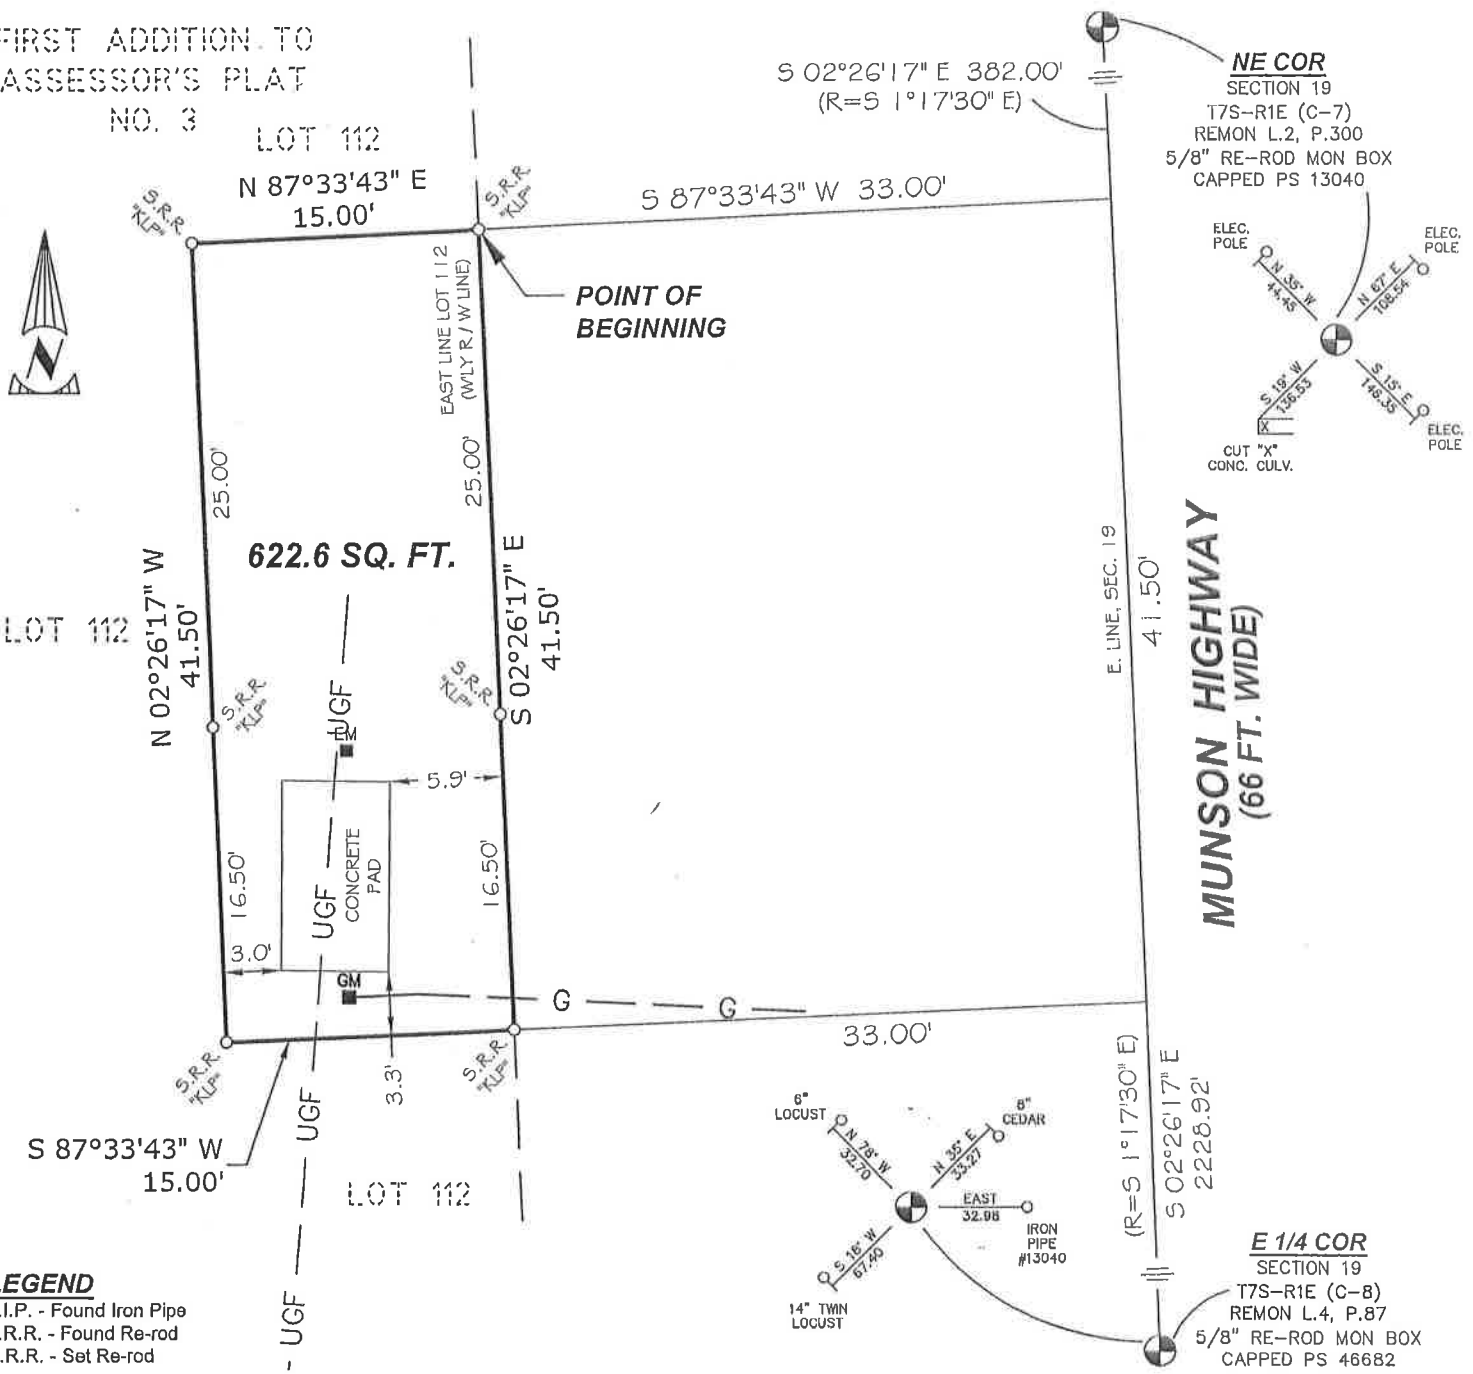 FIRST ADDITION TO
ASSESSOR'S PLAT
NO. 3
LOT 112
N 87°33'43" E
15.00'
S.R.R.
"KLP"
S.R.R.
"KLP"
S 02°26'17" E 382.00'
(R=S 1°17'30" E)
S 87°33'43" W 33.00'
NE COR
SECTION 19
T7S-R1E (C-7)
REMON L.2, P.300
5/8" RE-ROD MON BOX
CAPPED PS 13040
ELEC.
POLE
N 35° W
44.45
ELEC.
POLE
N 67° E
108.54
S 19° W
136.53
X
CUT "X"
CONC. CULV.
S 15° E
146.35
ELEC.
POLE
N
EAST LINE LOT 112
(W'LY R / W LINE)
POINT OF
BEGINNING
25.00'
25.00'
622.6 SQ. FT.
LOT 112
N 02°26'17" W
41.50'
S 02°26'17" E
41.50'
E. LINE, SEC. 19
41.50'
MUNSON HIGHWAY
(66 FT. WIDE)
S.R.R.
"KLP"
S.R.R.
"KLP"
UGF
EM
5.9'
CONCRETE
PAD
UGF
16.50'
16.50'
3.0'
GM
G
G
33.00'
S.R.R.
"KLP"
S.R.R.
"KLP"
3.3'
UGF
S 87°33'43" W
15.00'
LOT 112
UGF
6"
LOCUST
N 78° W
32.70
8"
CEDAR
N 35° E
33.27
EAST
32.98
IRON
PIPE
#13040
S 16° W
67.40
14" TWIN
LOCUST
(R=S 1°17'30" E)
S 02°26'17" E
2228.92'
E 1/4 COR
SECTION 19
T7S-R1E (C-8)
REMON L.4, P.87
5/8" RE-ROD MON BOX
CAPPED PS 46682
LEGEND
.I.P. - Found Iron Pipe
.R.R. - Found Re-rod
.R.R. - Set Re-rod